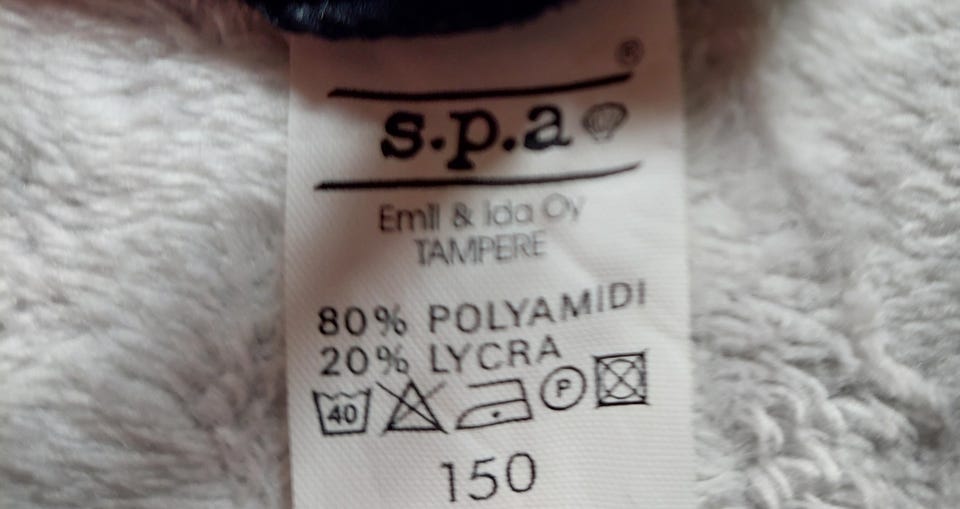 ®
s.p.a
Emil & Ida Oy
TAMPERE
80% POLYAMIDI
20% LYCRA
40 P
150